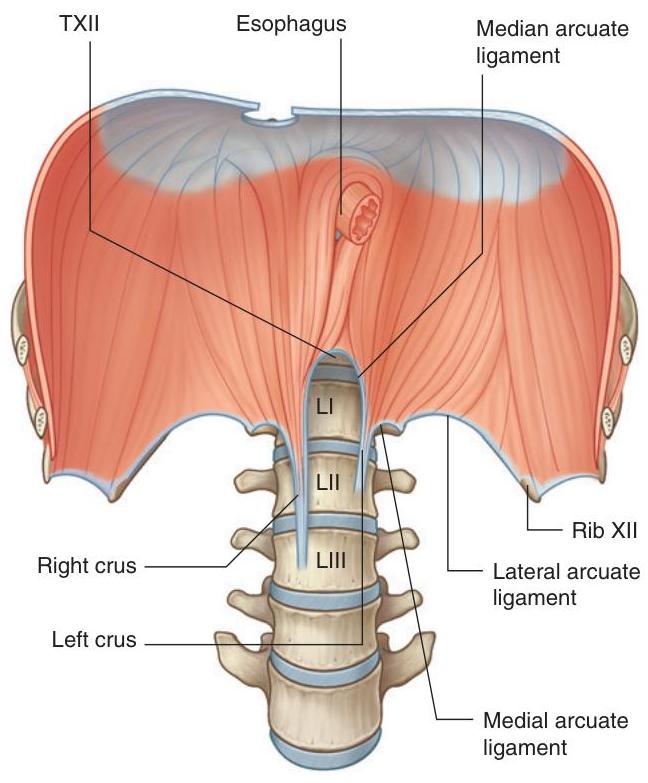 TXII
Esophagus
Median arcuate
ligament
LI
LII
LIII
Right crus
Left crus
Rib XII
Lateral arcuate
ligament
Medial arcuate
ligament